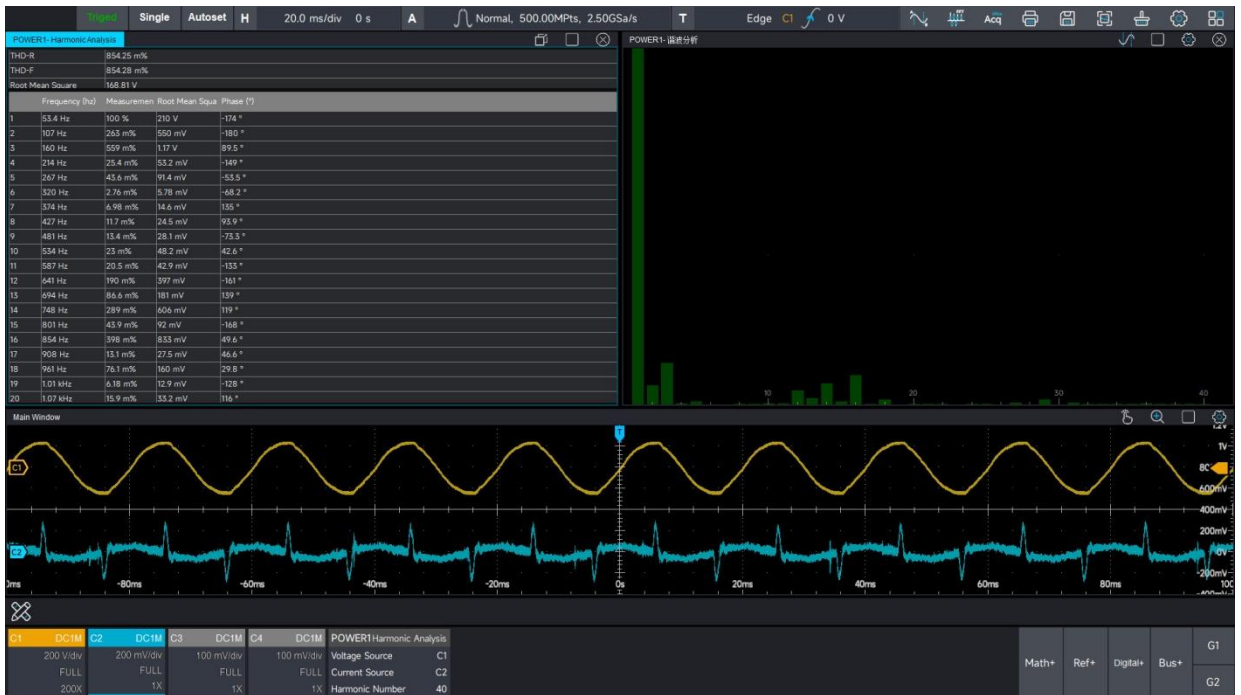 Triged Single Autoset H 20.0 ms/div 0 s A Normal, 500.00MPts, 2.50GSa/s T Edge C1 0 V Acq
POWER1- Harmonic Analysis
THD-R 854.25 m%
THD-F 854.28 m%
Root Mean Square 168.81 V
Frequency (hz) Measuremen Root Mean Squa Phase (°)
1 53.4 Hz 100 % 210 V -174 °
2 107 Hz 263 m% 550 mV -180 °
3 160 Hz 559 m% 1.17 V 89.5 °
4 214 Hz 25.4 m% 53.2 mV -149 °
5 267 Hz 43.6 m% 91.4 mV -53.5 °
6 320 Hz 2.76 m% 5.78 mV -68.2 °
7 374 Hz 6.98 m% 14.6 mV 135 °
8 427 Hz 11.7 m% 24.5 mV 93.9 °
9 481 Hz 13.4 m% 28.1 mV -73.3 °
10 534 Hz 23 m% 48.2 mV 42.6 °
11 587 Hz 20.5 m% 42.9 mV -133 °
12 641 Hz 190 m% 397 mV -161 °
13 694 Hz 86.6 m% 181 mV 139 °
14 748 Hz 289 m% 606 mV 119 °
15 801 Hz 43.9 m% 92 mV -168 °
16 854 Hz 398 m% 833 mV 49.6 °
17 908 Hz 13.1 m% 27.5 mV 46.6 °
18 961 Hz 76.1 m% 160 mV 29.8 °
19 1.01 kHz 6.18 m% 12.9 mV -128 °
20 1.07 kHz 15.9 m% 33.2 mV 116 °
POWER1-谐波分析
10 20 30 40
Main Window
T
1.2V
1V
C1
600mV
400mV
200mV
C2
0V
-200mV
-80ms -60ms -40ms -20ms 0s 20ms 40ms 60ms 80ms 100
-400mV
C1 DC1M C2 DC1M C3 DC1M C4 DC1M POWER1 Harmonic Analysis
200 V/div 200 mV/div 100 mV/div 100 mV/div Voltage Source C1
FULL FULL FULL FULL Current Source C2
200X 1X 1X 1X Harmonic Number 40
Math+ Ref+ Digital+ Bus+
G1
G2